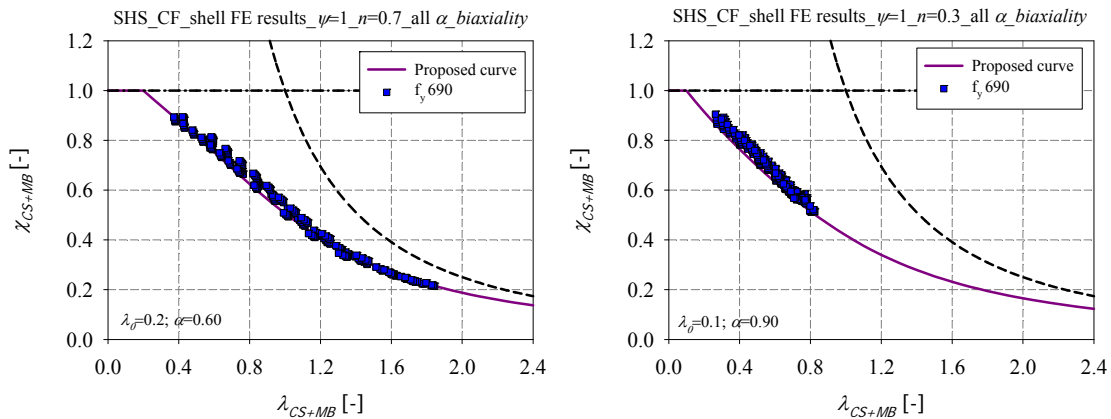 SHS_CF_shell FE results_ψ=1_n=0.7_all α_biaxiality
1.0
0.8
0.6
0.4
0.2
0.0
χCS+MB [-]
Proposed curve
fy 690
λ0=0.2; α=0.60
0.0 0.4 0.8 1.2 1.6 2.0 2.4
λCS+MB [-]
SHS_CF_shell FE results_ψ=1_n=0.3_all α_biaxiality
1.0
0.8
0.6
0.4
0.2
0.0
χCS+MB [-]
Proposed curve
fy 690
λ0=0.1; α=0.90
0.0 0.4 0.8 1.2 1.6 2.0 2.4
λCS+MB [-]